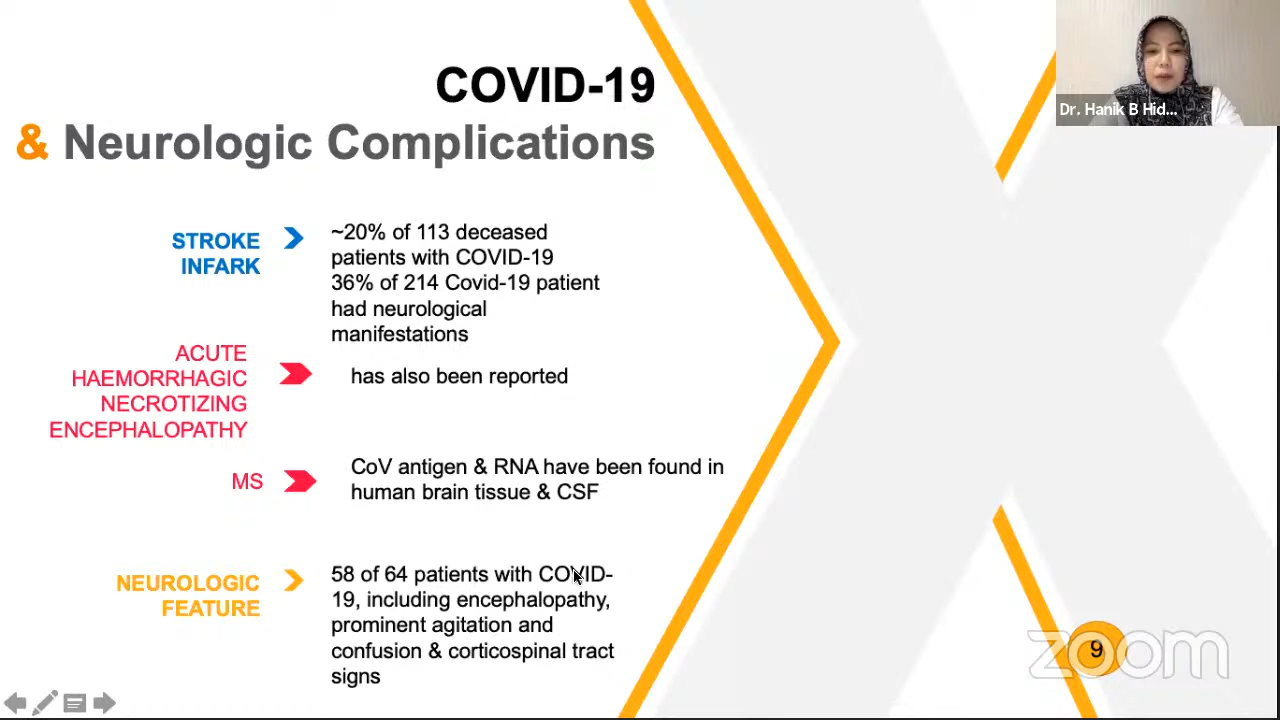 COVID-19
& Neurologic Complications
Dr. Hanik B Hid...
STROKE
INFARK
~20% of 113 deceased
patients with COVID-19
36% of 214 Covid-19 patient
had neurological
manifestations
ACUTE
HAEMORRHAGIC
NECROTIZING
ENCEPHALOPATHY
has also been reported
MS
CoV antigen & RNA have been found in
human brain tissue & CSF
NEUROLOGIC
FEATURE
58 of 64 patients with COVID-
19, including encephalopathy,
prominent agitation and
confusion & corticospinal tract
signs
zoom
9